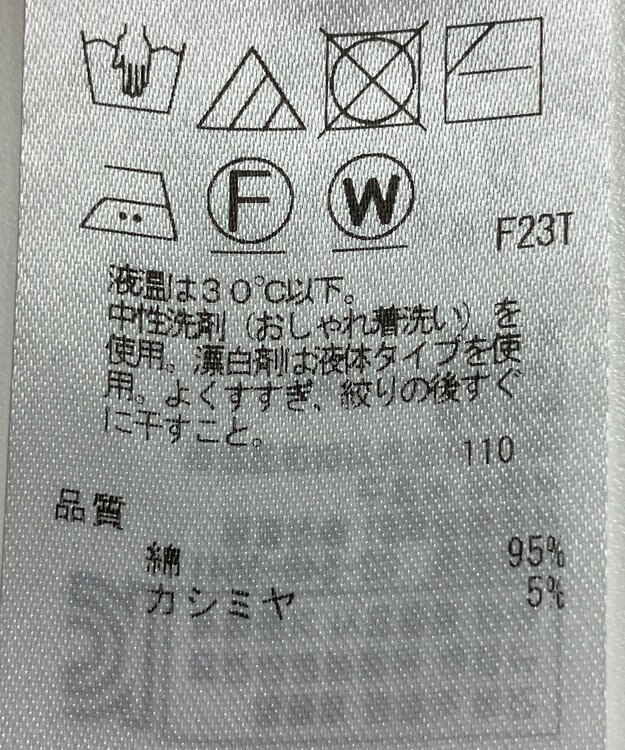 F W F23T
液温は30℃以下。
中性洗剤（おしゃれ着洗い）を
使用。漂白剤は液体タイプを使
用。よくすすぎ、絞りの後すぐ
に干すこと。
110
品質
綿 95%
カシミヤ 5%